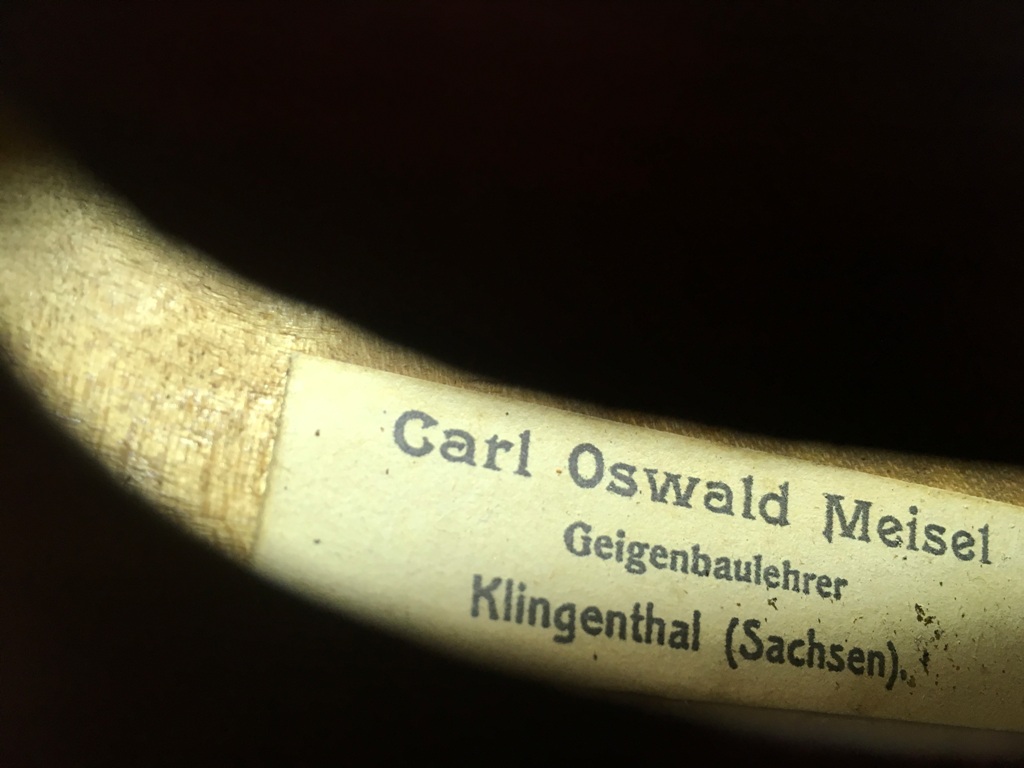 Carl Oswald Meisel
Geigenbaulehrer
Klingenthal (Sachsen).